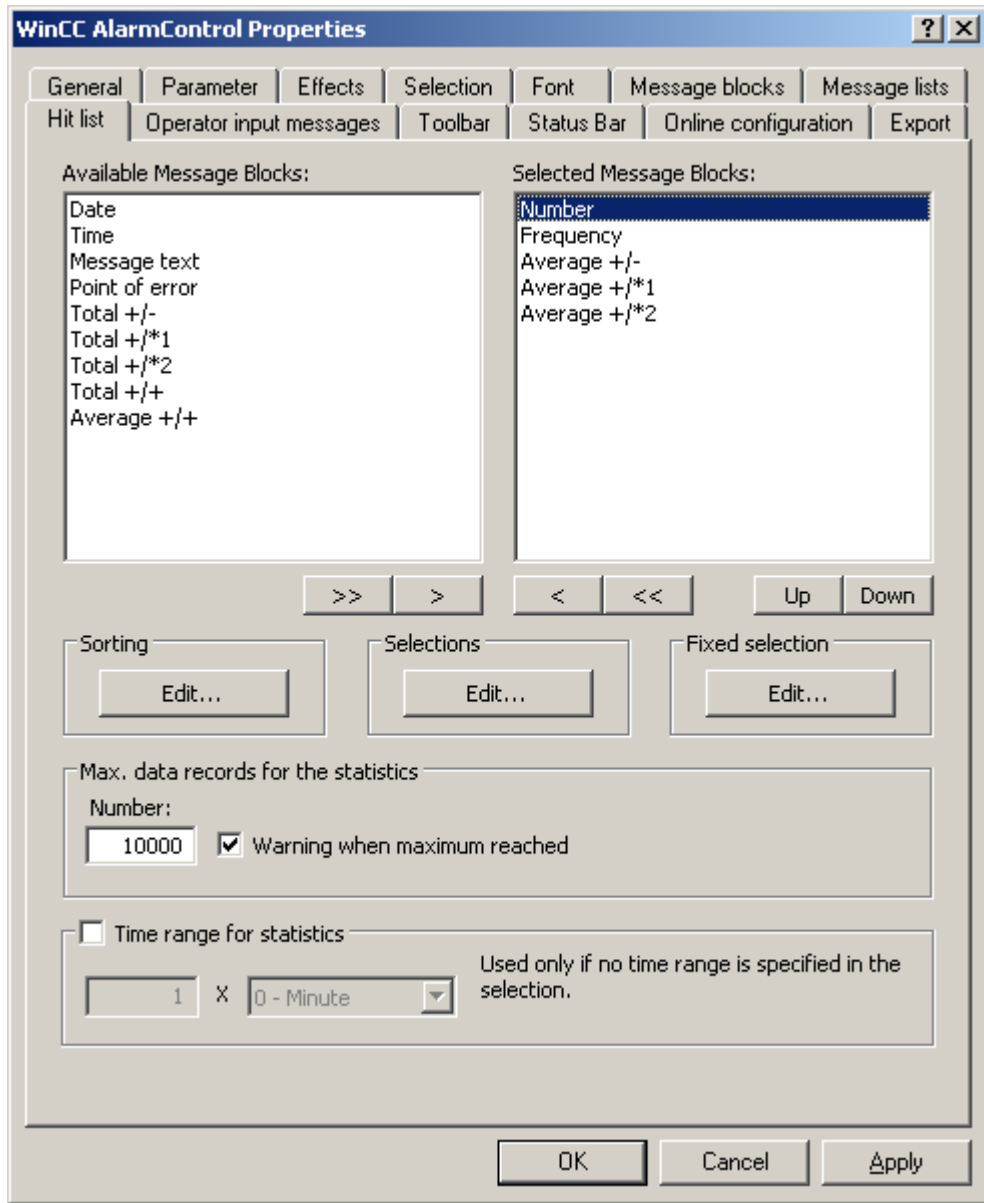 WinCC AlarmControl Properties
General Parameter Effects Selection Font Message blocks Message lists
Hit list Operator input messages Toolbar Status Bar Online configuration Export
Available Message Blocks:
Date
Time
Message text
Point of error
Total +/-
Total +/*1
Total +/*2
Total +/+
Average +/+
Selected Message Blocks:
Number
Frequency
Average +/-
Average +/*1
Average +/*2
>> > < << Up Down
Sorting Selections Fixed selection
Edit... Edit... Edit...
Max. data records for the statistics
Number:
10000 Warning when maximum reached
Time range for statistics
1 X 0 - Minute
Used only if no time range is specified in the
selection.
OK Cancel Apply